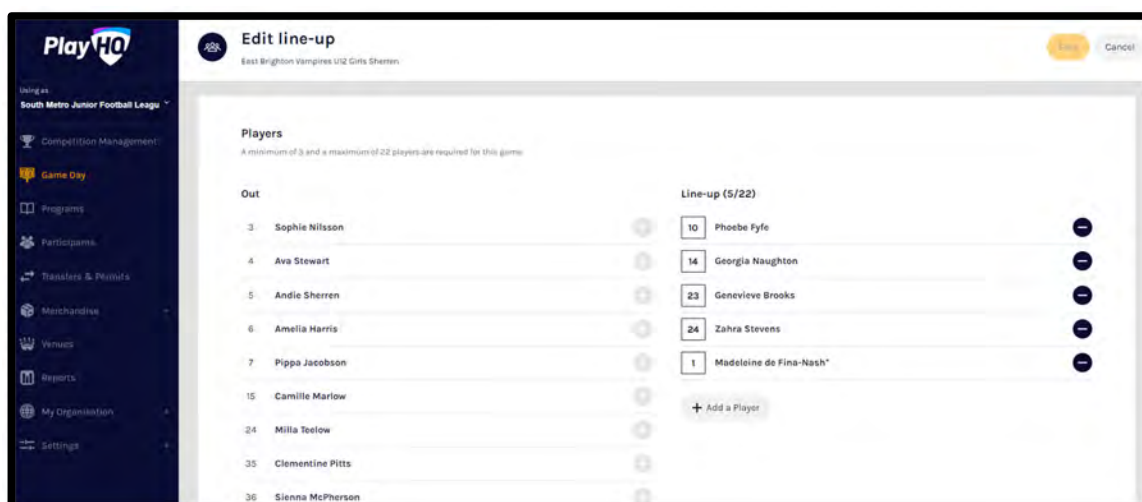 PlayHQ
Edit line-up
East Brighton Vampires U12 Girls Sherren
Save
Cancel
Using as
South Metro Junior Football Leagu
Competition Management
Game Day
Programs
Participants
Transfers & Permits
Merchandise
Venues
Reports
My Organisation
Settings
Players
A minimum of 3 and a maximum of 22 players are required for this game.
Out
3 Sophie Nilsson
4 Ava Stewart
5 Andie Sherren
6 Amelia Harris
7 Pippa Jacobson
15 Camille Marlow
24 Milla Teelow
35 Clementine Pitts
36 Sienna McPherson
Line-up (5/22)
10 Phoebe Fyfe
14 Georgia Naughton
23 Genevieve Brooks
24 Zahra Stevens
1 Madeleine de Fina-Nash*
+ Add a Player